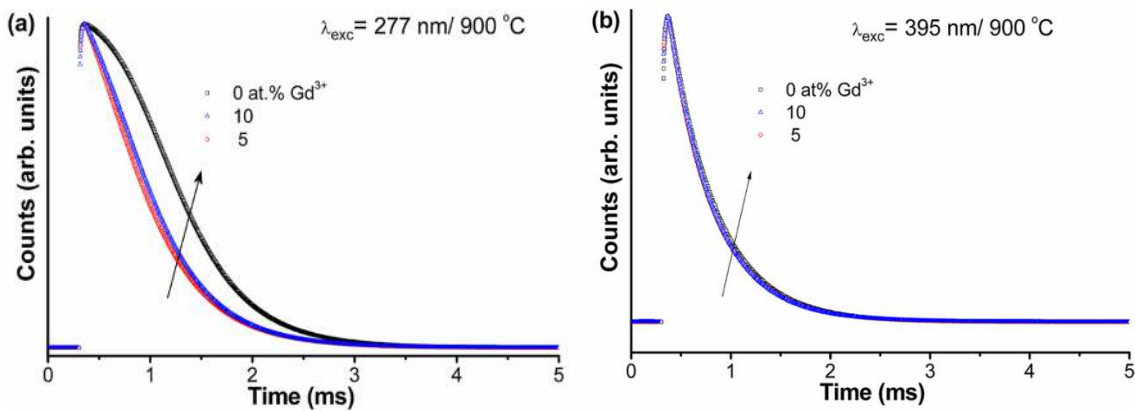 (a)
λexc= 277 nm/ 900 °C
0 at.% Gd³⁺
10
5
Counts (arb. units)
0 1 2 3 4 5
Time (ms)
(b)
λexc= 395 nm/ 900 °C
0 at% Gd³⁺
10
5
Counts (arb. units)
0 1 2 3 4 5
Time (ms)